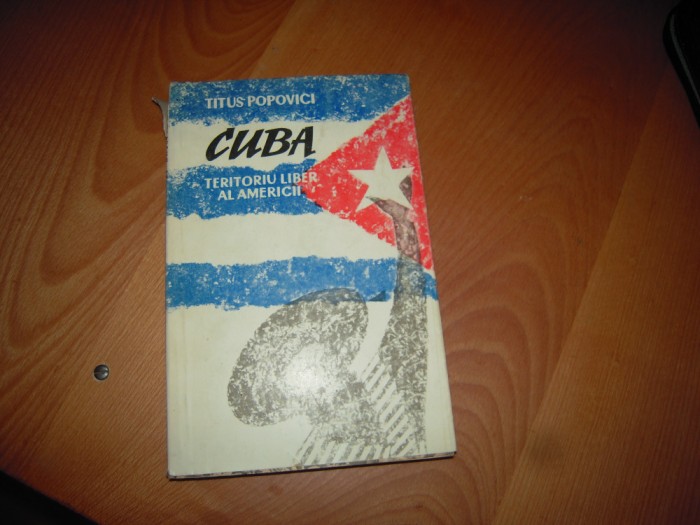 TITUS POPOVICI
CUBA
TERITORIU LIBER
AL AMERICII